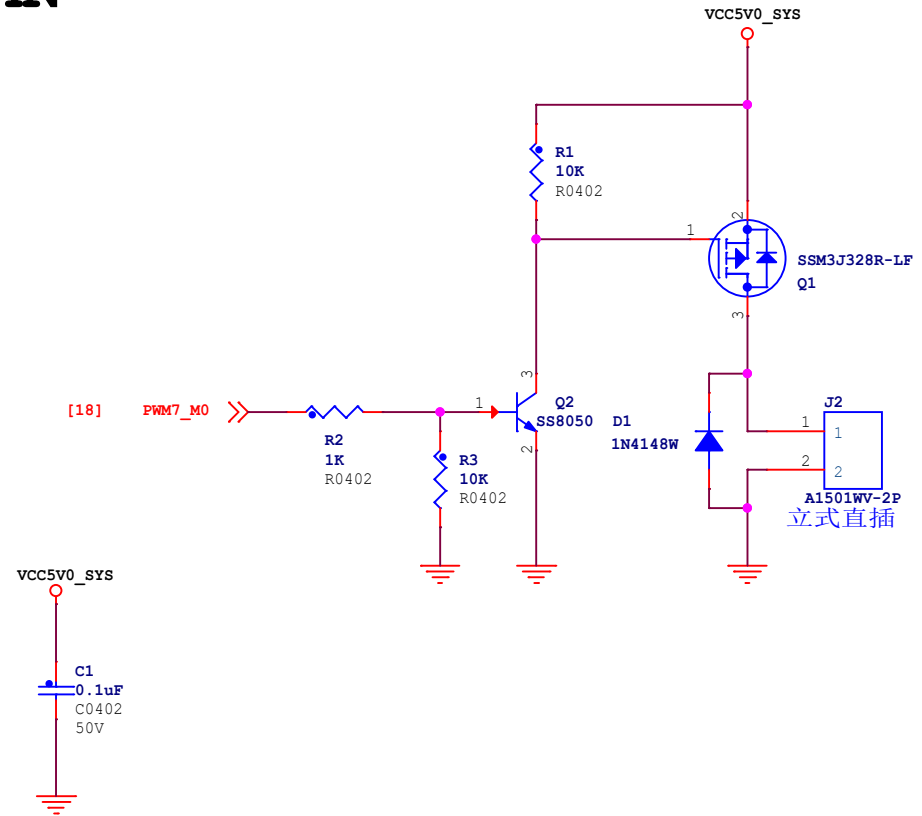 VCC5V0_SYS
R1
10K
R0402
1
2
SSM3J328R-LF
Q1
3
[18] PWM7_M0
R2
1K
R0402
R3
10K
R0402
1
3
Q2
SS8050
2
D1
1N4148W
J2
1 1
2 2
A1501WV-2P
立式直插
VCC5V0_SYS
C1
0.1uF
C0402
50V